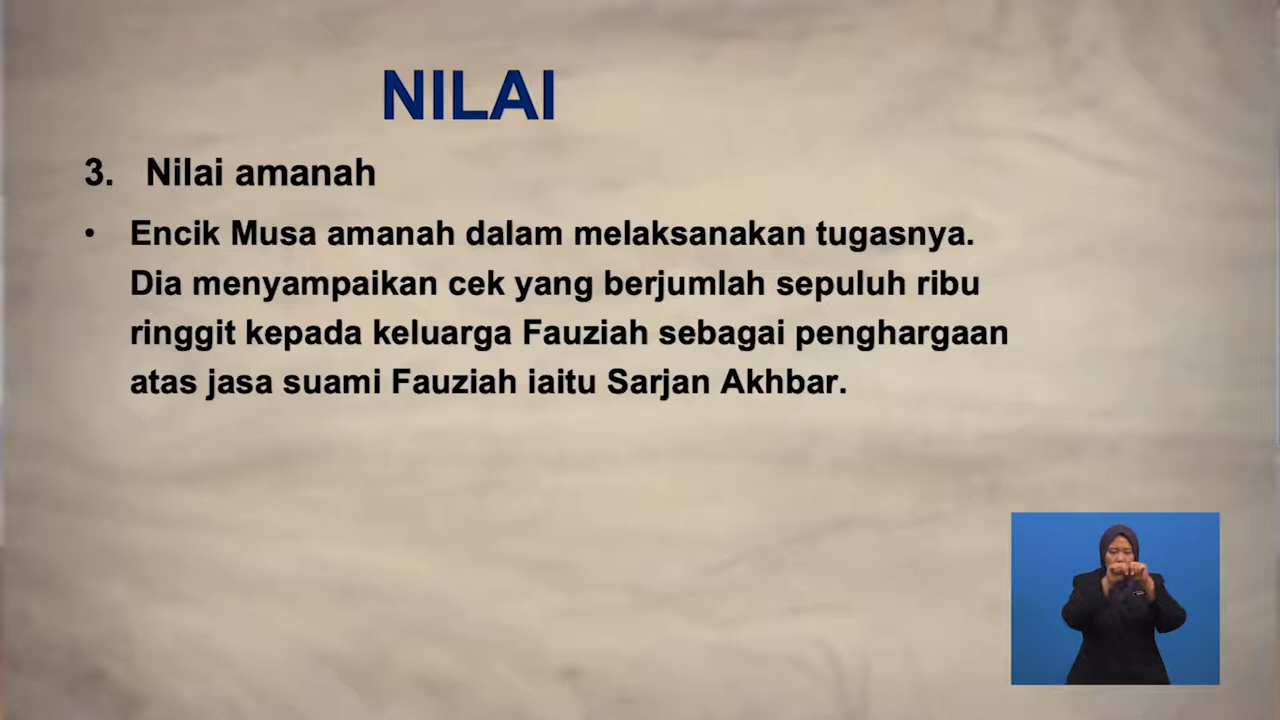 NILAI
3. Nilai amanah
• Encik Musa amanah dalam melaksanakan tugasnya.
Dia menyampaikan cek yang berjumlah sepuluh ribu
ringgit kepada keluarga Fauziah sebagai penghargaan
atas jasa suami Fauziah iaitu Sarjan Akhbar.